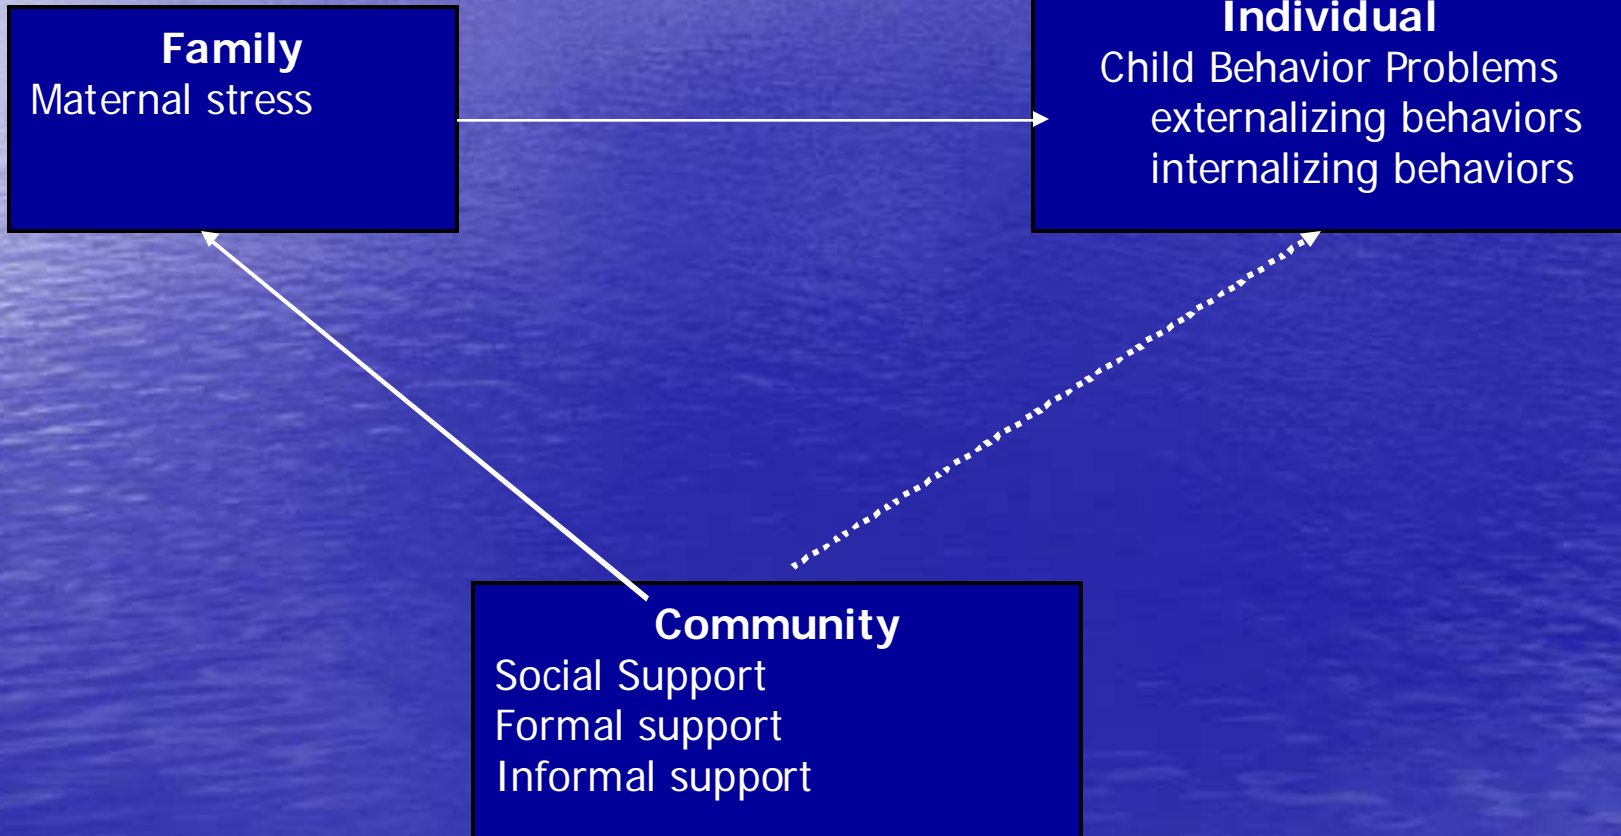 Family
Maternal stress
Individual
Child Behavior Problems
externalizing behaviors
internalizing behaviors
Community
Social Support
Formal support
Informal support